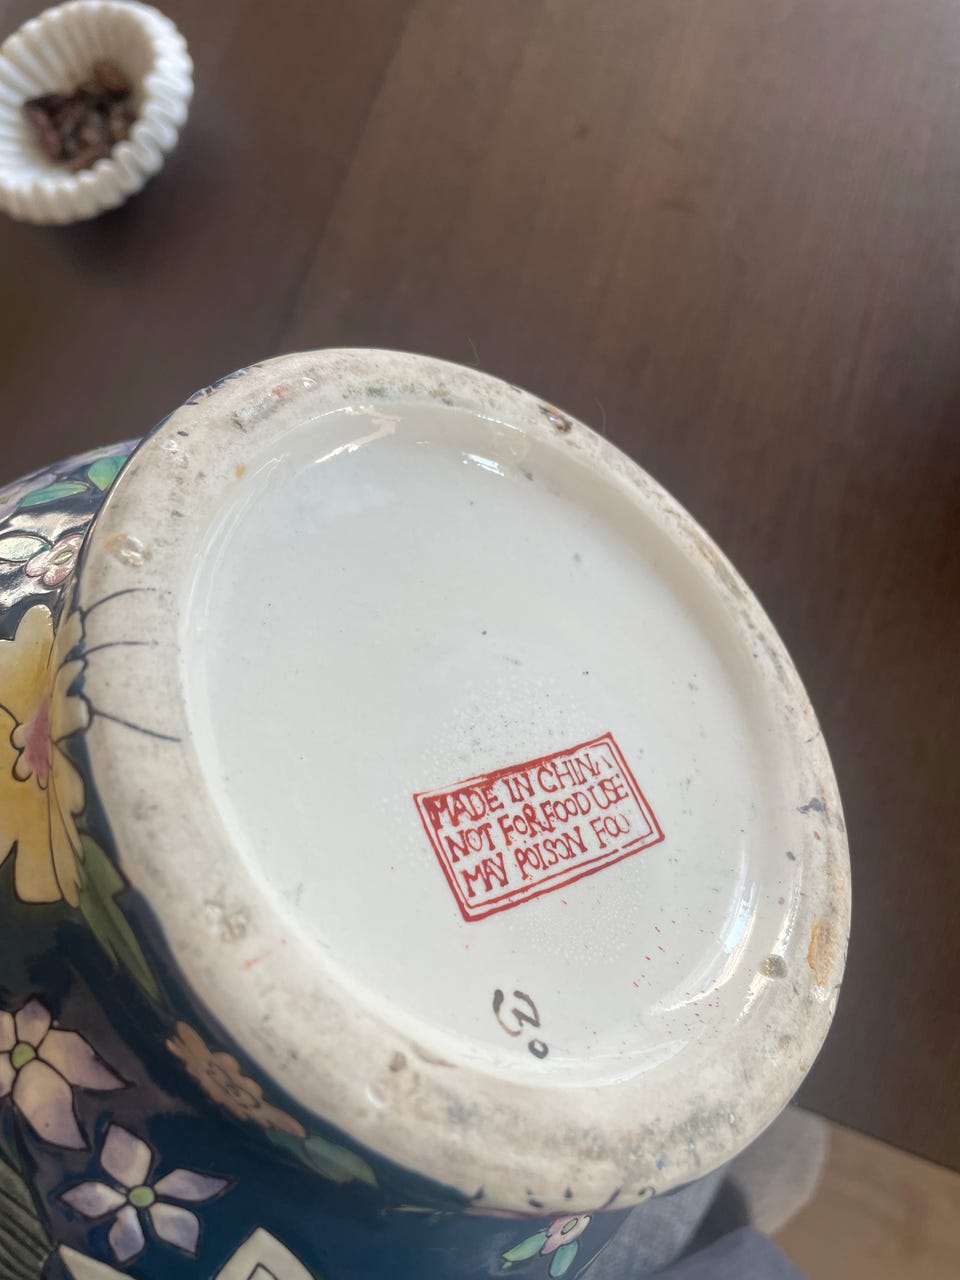 MADE IN CHINA
NOT FOR FOOD USE
MAY POISON FOO